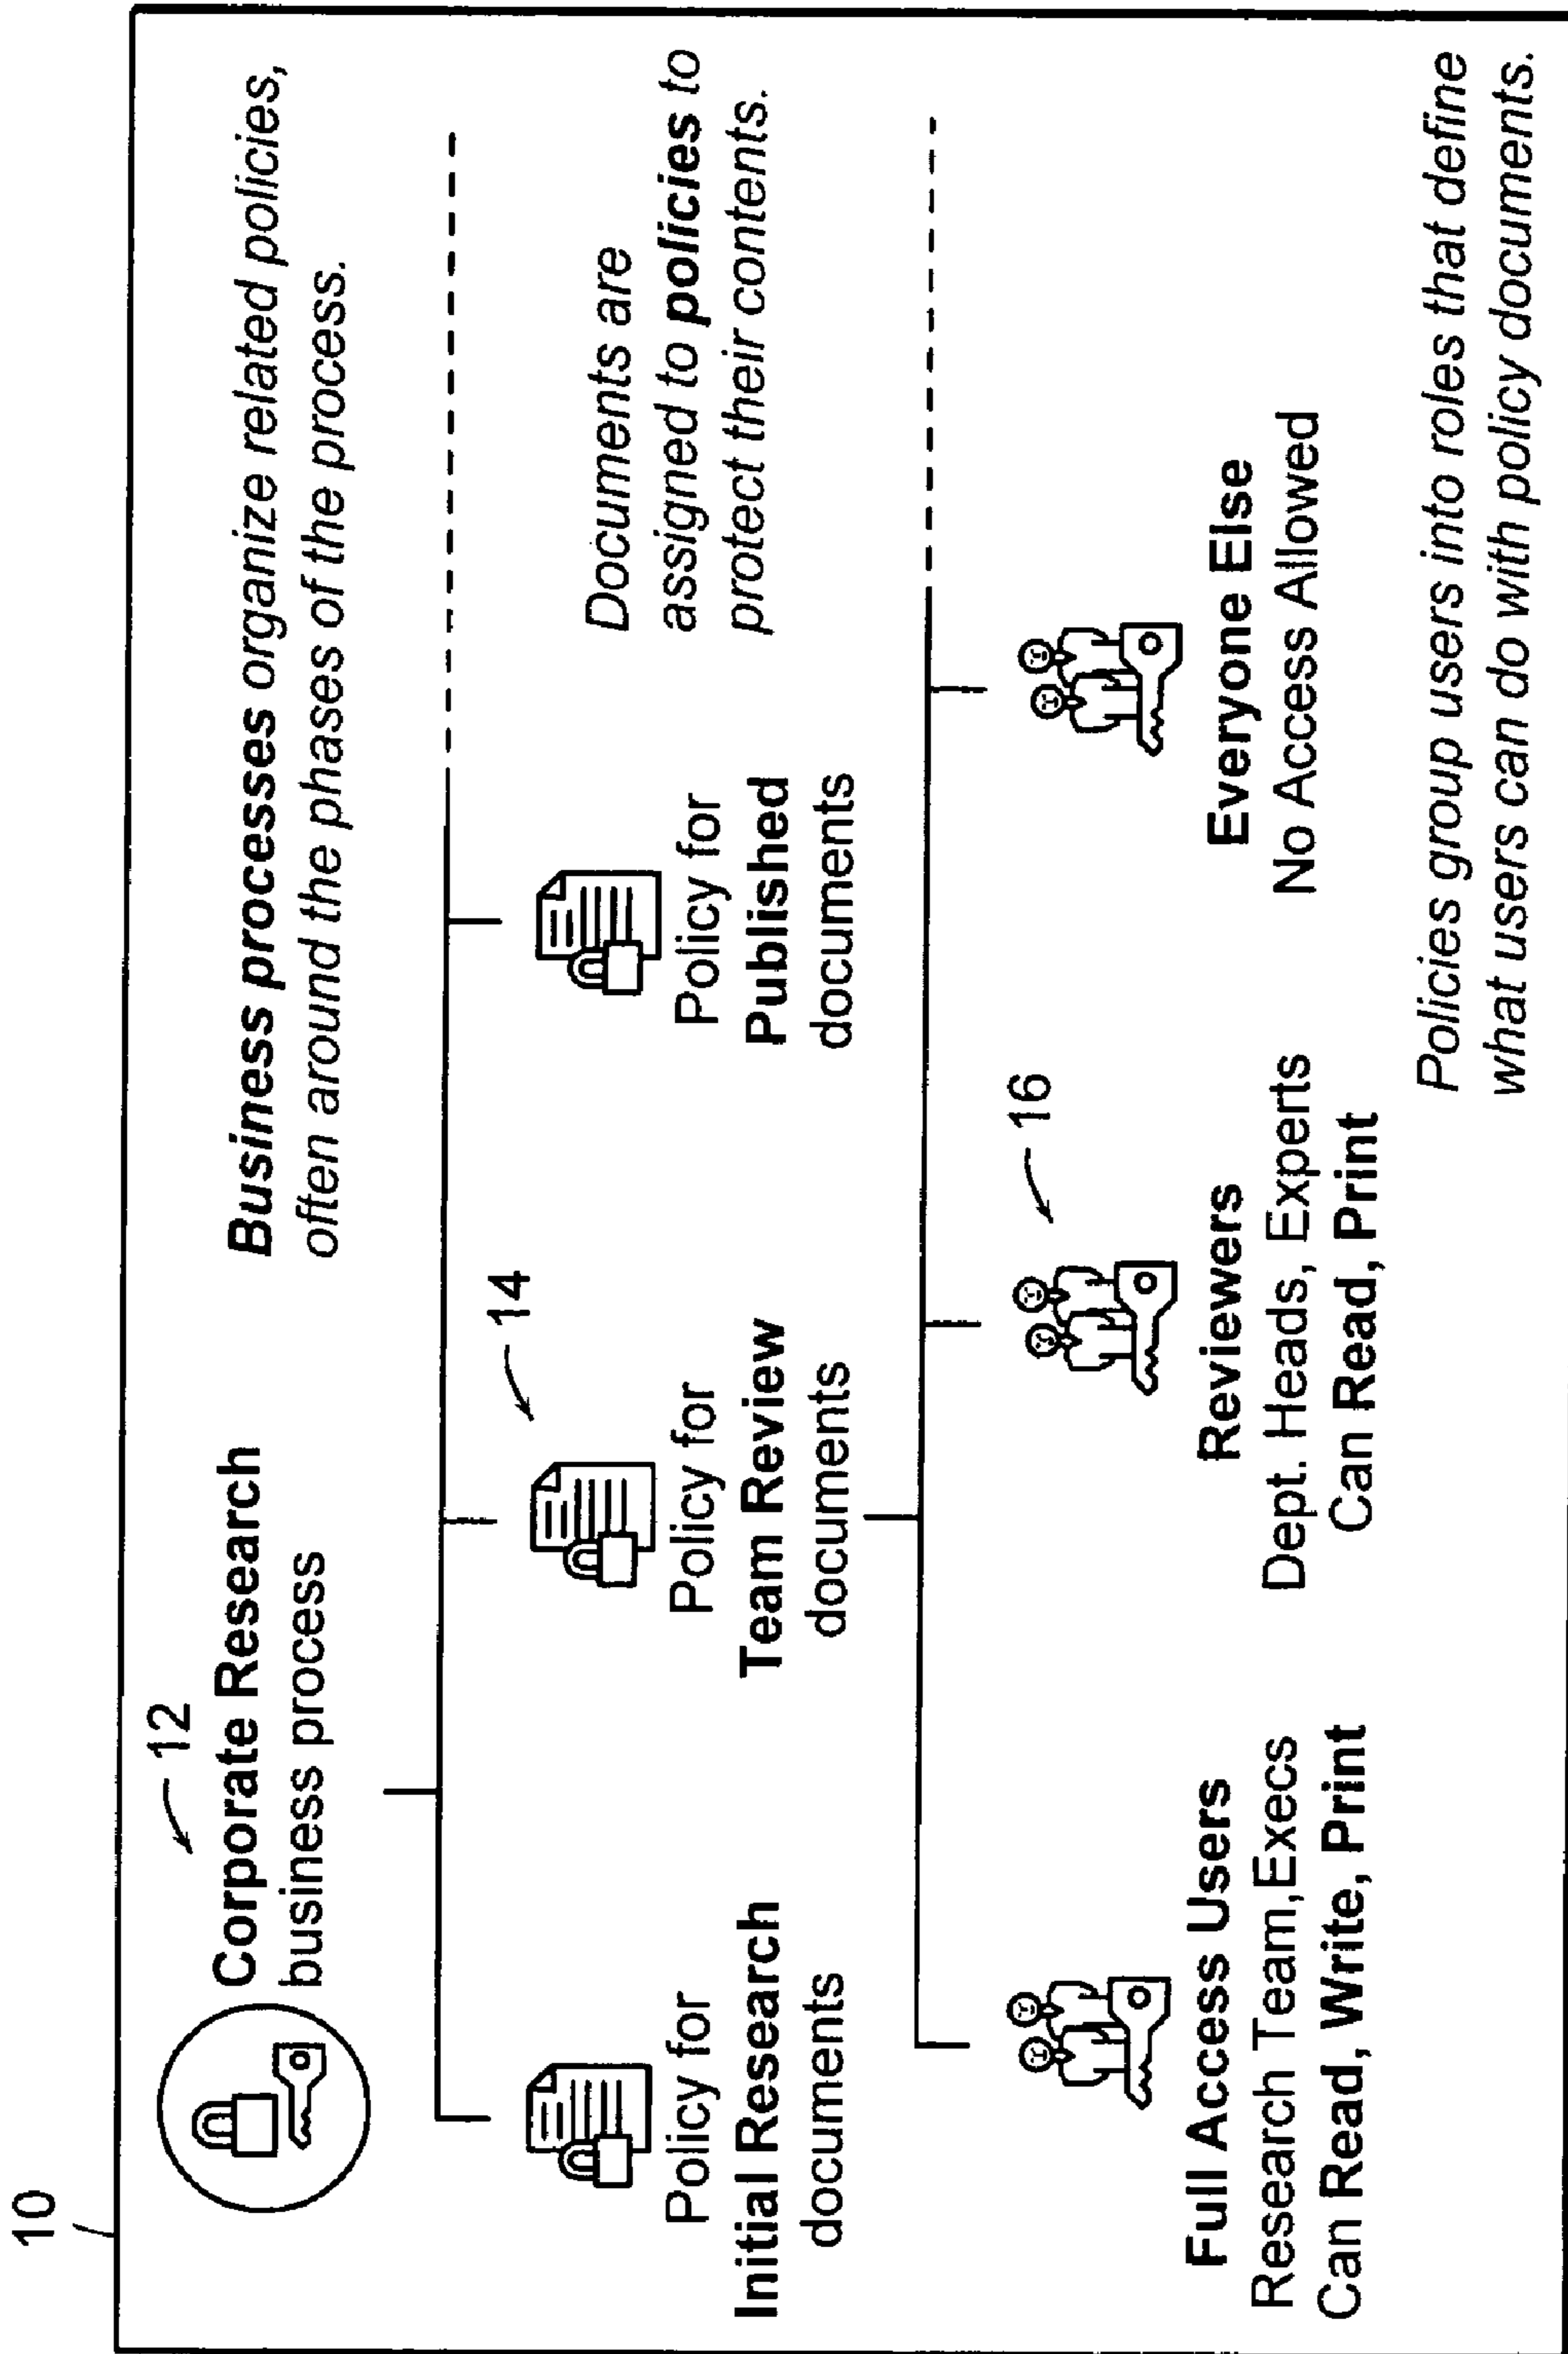 10
12
Corporate Research
business process
Business processes organize related policies,
often around the phases of the process.
14
Policy for
Initial Research
documents
Policy for
Team Review
documents
Policy for
Published
documents
Documents are
assigned to policies to
protect their contents.
16
Full Access Users
Research Team,Execs
Can Read, Write, Print
Reviewers
Dept. Heads, Experts
Can Read, Print
Everyone Else
No Access Allowed
Policies group users into roles that define
what users can do with policy documents.